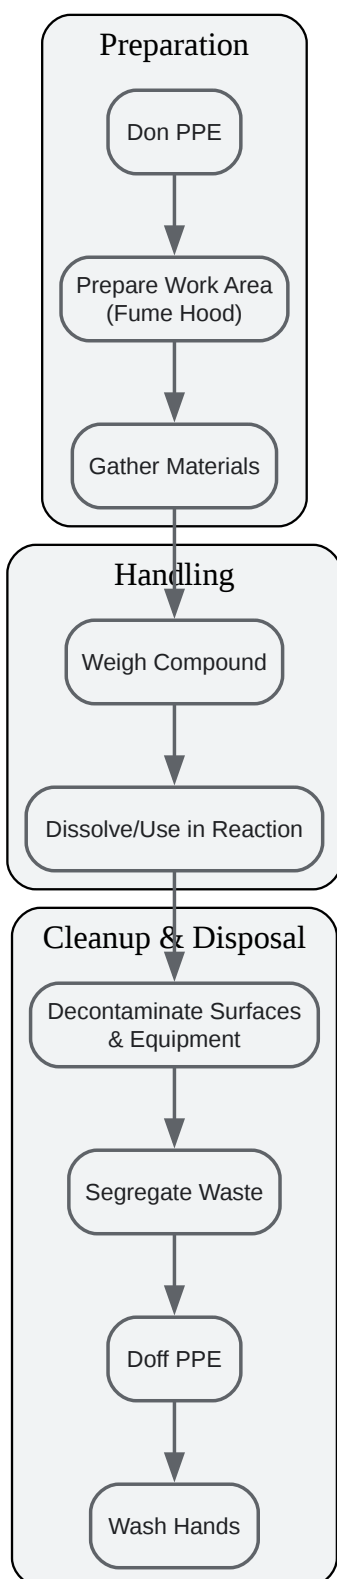 Preparation
Don PPE
Prepare Work Area
(Fume Hood)
Gather Materials
Handling
Weigh Compound
Dissolve/Use in Reaction
Cleanup & Disposal
Decontaminate Surfaces
& Equipment
Segregate Waste
Doff PPE
Wash Hands